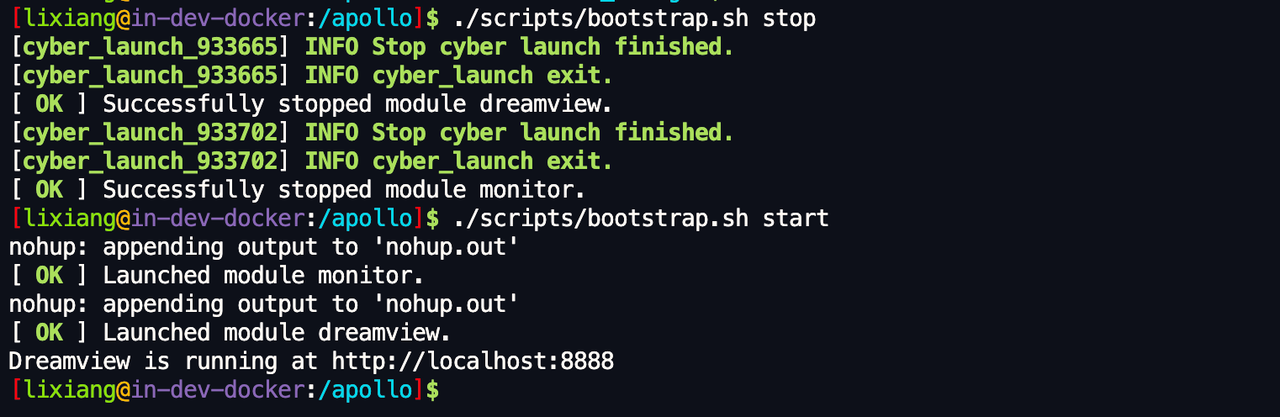 [lixiang@in-dev-docker:/apollo]$ ./scripts/bootstrap.sh stop
[cyber_launch_933665] INFO Stop cyber launch finished.
[cyber_launch_933665] INFO cyber_launch exit.
[ OK ] Successfully stopped module dreamview.
[cyber_launch_933702] INFO Stop cyber launch finished.
[cyber_launch_933702] INFO cyber_launch exit.
[ OK ] Successfully stopped module monitor.
[lixiang@in-dev-docker:/apollo]$ ./scripts/bootstrap.sh start
nohup: appending output to 'nohup.out'
[ OK ] Launched module monitor.
nohup: appending output to 'nohup.out'
[ OK ] Launched module dreamview.
Dreamview is running at http://localhost:8888
[lixiang@in-dev-docker:/apollo]$